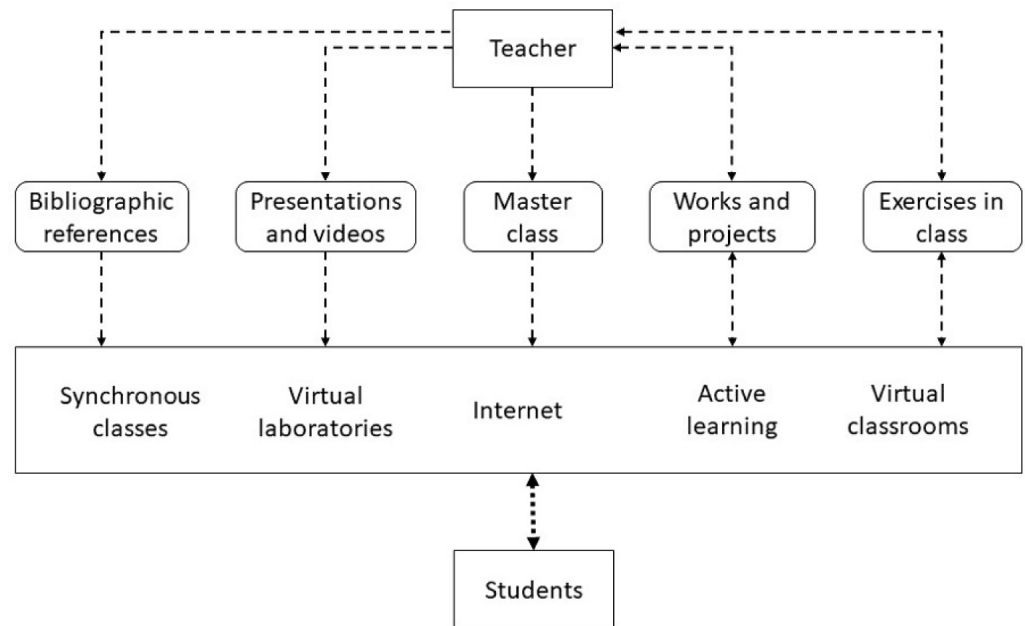 Teacher
Bibliographic
references
Presentations
and videos
Master
class
Works and
projects
Exercises in
class
Synchronous
classes
Virtual
laboratories
Internet
Active
learning
Virtual
classrooms
Students